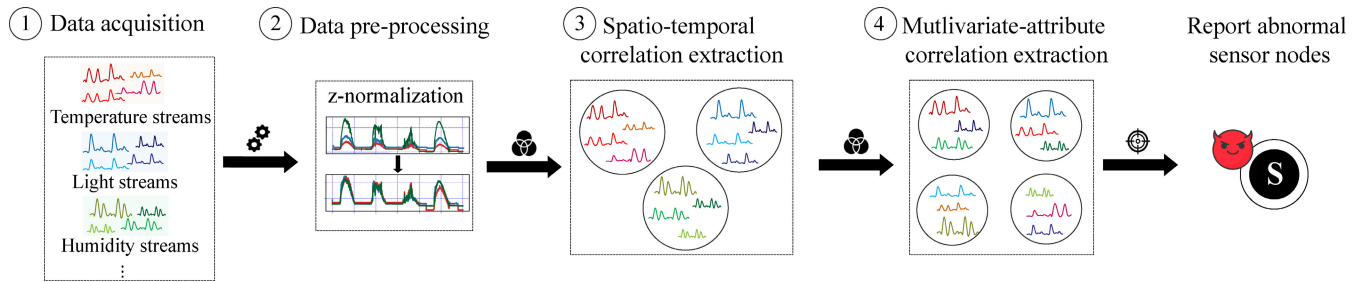 1 Data acquisition
Temperature streams
Light streams
Humidity streams
⋮
2 Data pre-processing
z-normalization
3 Spatio-temporal
correlation extraction
4 Mutlivariate-attribute
correlation extraction
Report abnormal
sensor nodes
S